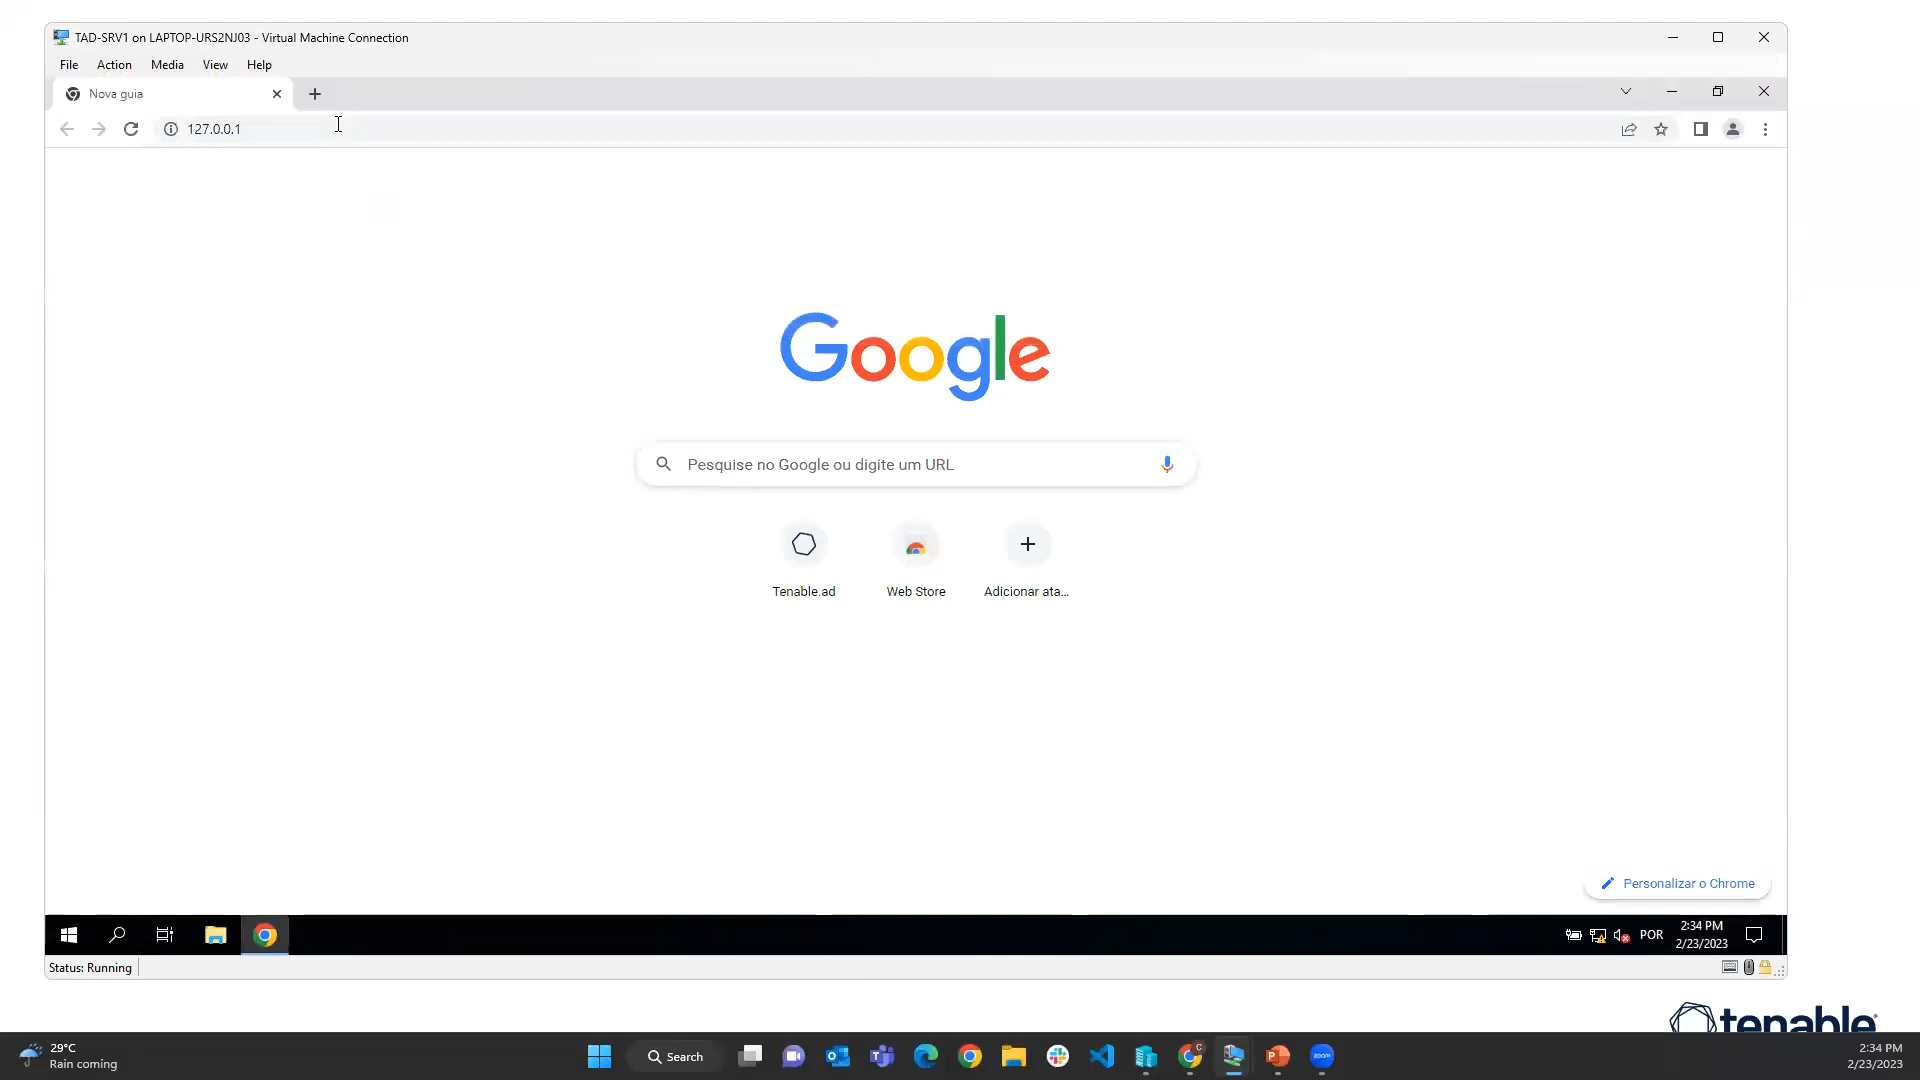 TAD-SRV1 on LAPTOP-URS2NJ03 - Virtual Machine Connection
File Action Media View Help
Nova guia
127.0.0.1
Google
Pesquise no Google ou digite um URL
Tenable.ad Web Store Adicionar ata...
Personalizar o Chrome
POR
2:34 PM
2/23/2023
Status: Running
tenable
29°C
Rain coming
Search
zoom
2:34 PM
2/23/2023